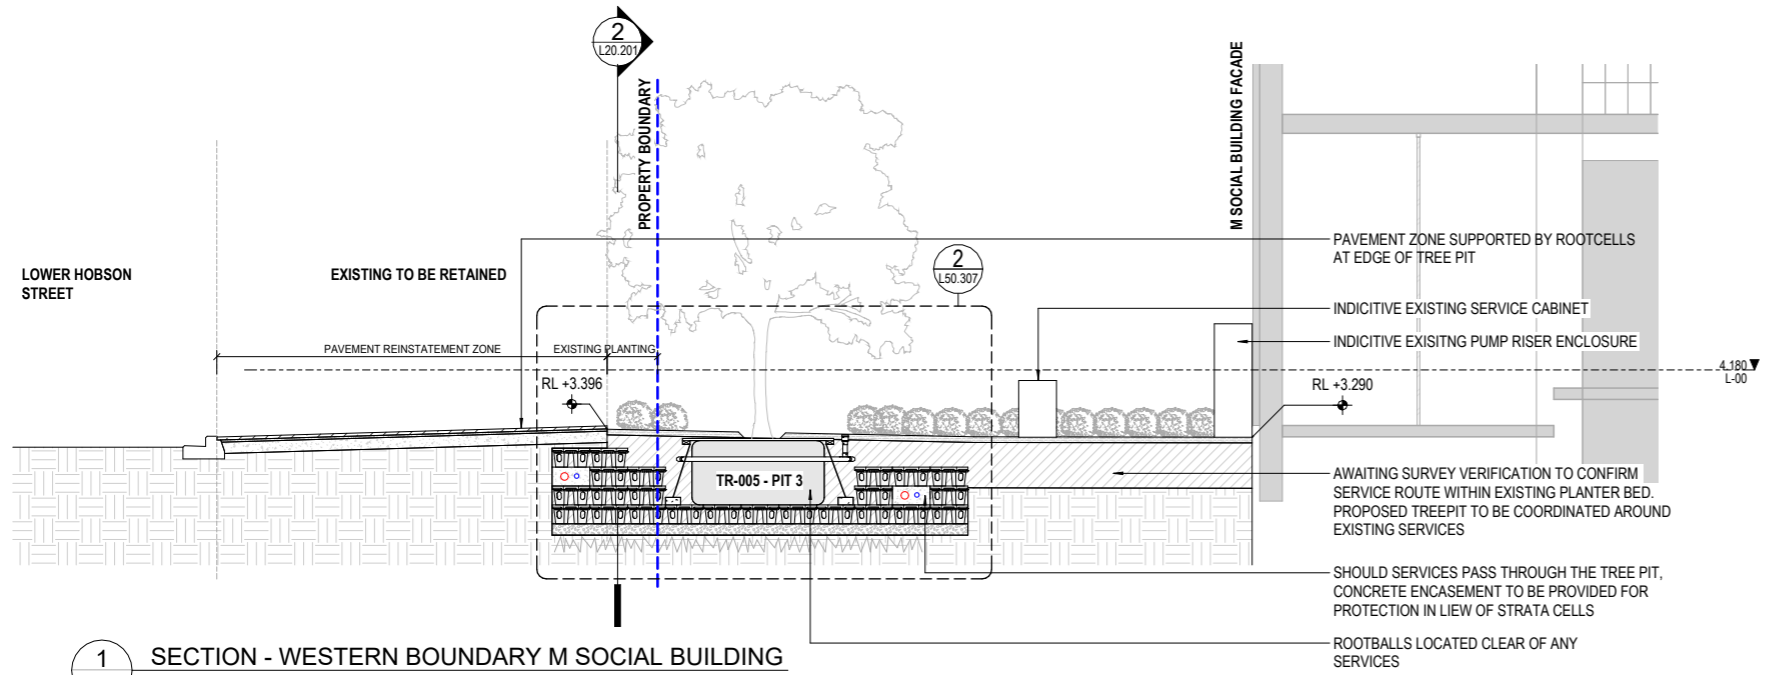 2
L20.201
PROPERTY BOUNDARY
M SOCIAL BUILDING FACADE
LOWER HOBSON
STREET
EXISTING TO BE RETAINED
2
L50.307
PAVEMENT ZONE SUPPORTED BY ROOTCELLS
AT EDGE OF TREE PIT
INDICITIVE EXISTING SERVICE CABINET
INDICITIVE EXISITNG PUMP RISER ENCLOSURE
PAVEMENT REINSTATEMENT ZONE
EXISTING PLANTING
4.180
L-00
RL +3.396
RL +3.290
TR-005 - PIT 3
AWAITING SURVEY VERIFICATION TO CONFIRM
SERVICE ROUTE WITHIN EXISTING PLANTER BED.
PROPOSED TREEPIT TO BE COORDINATED AROUND
EXISTING SERVICES
SHOULD SERVICES PASS THROUGH THE TREE PIT,
CONCRETE ENCASEMENT TO BE PROVIDED FOR
PROTECTION IN LIEW OF STRATA CELLS
ROOTBALLS LOCATED CLEAR OF ANY
SERVICES
1
SECTION - WESTERN BOUNDARY M SOCIAL BUILDING